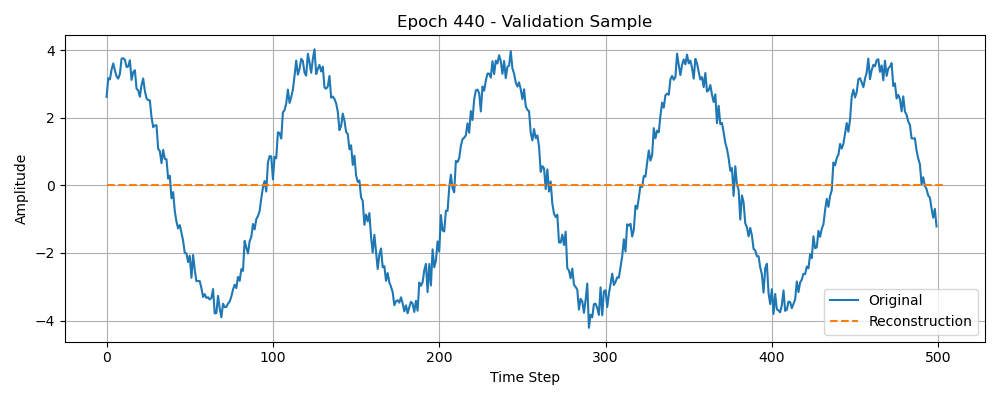 Epoch 440 - Validation Sample
Amplitude
4
2
0
−2
−4
0
100
200
300
400
500
Time Step
Original
Reconstruction